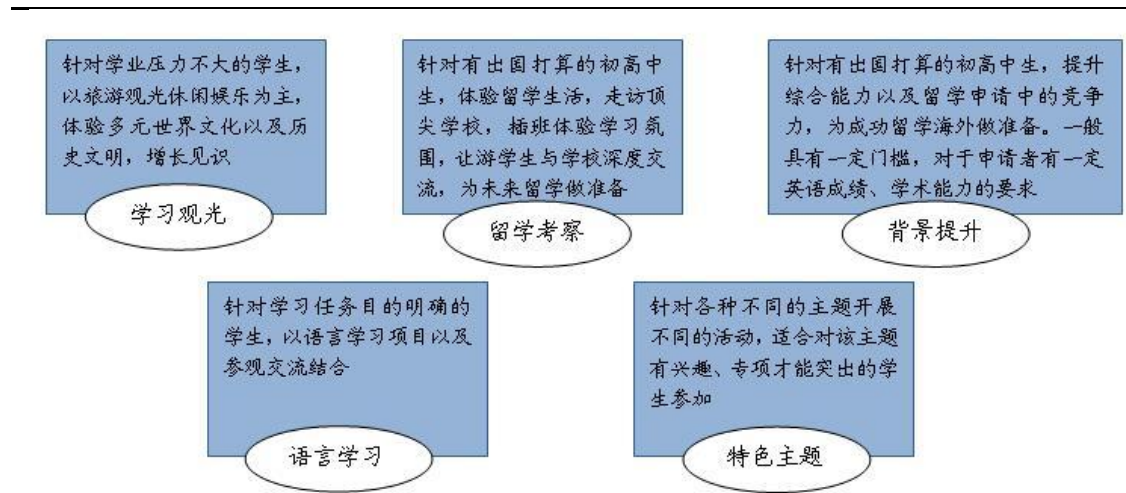 针对学业压力不大的学生，
以旅游观光休闲娱乐为主，
体验多元世界文化以及历
史文明，增长见识
学习观光
针对有出国打算的初高中
生，体验留学生活，走访顶
尖学校，插班体验学习氛
围，让游学生与学校深度交
流，为未来留学做准备
留学考察
针对有出国打算的初高中生，提升
综合能力以及留学申请中的竞争
力，为成功留学海外做准备。一般
具有一定门槛，对于申请者有一定
英语成绩、学术能力的要求
背景提升
针对学习任务目的明确的
学生，以语言学习项目以及
参观交流结合
语言学习
针对各种不同的主题开展
不同的活动，适合对该主题
有兴趣、专项才能突出的学
生参加
特色主题